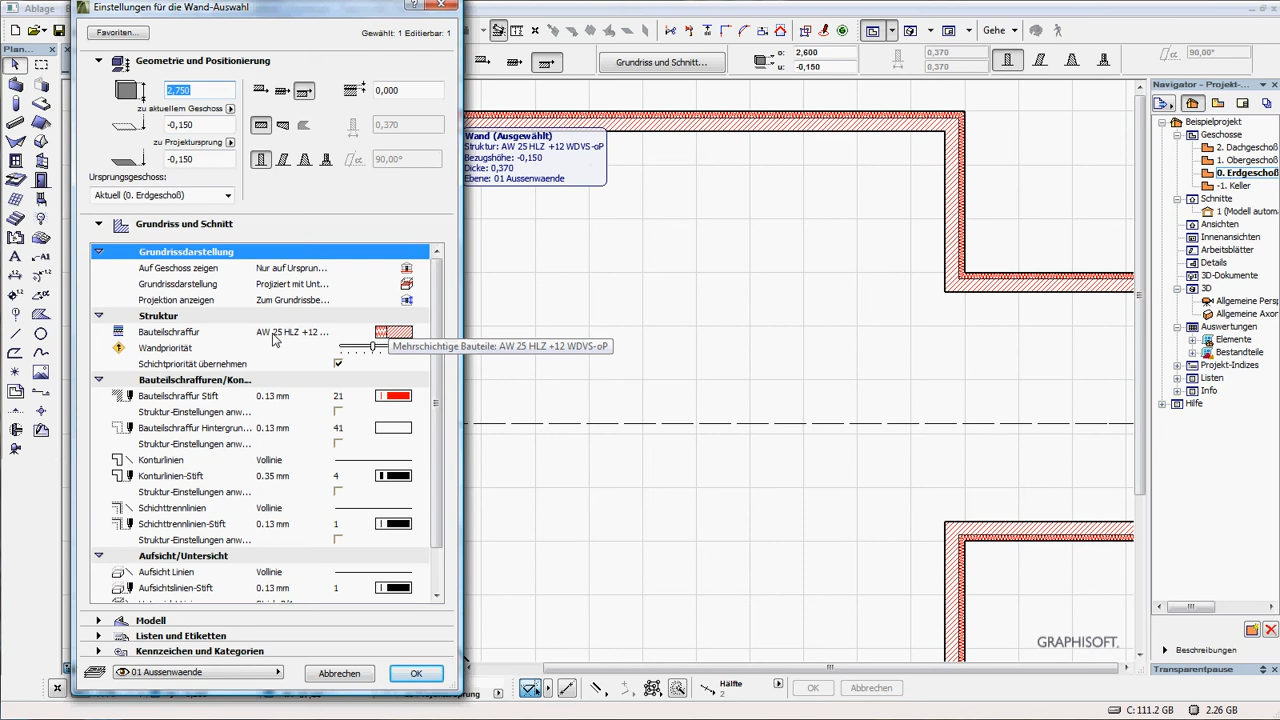 Ablage
Einstellungen für die Wand-Auswahl
Favoriten...
Gewählt: 1 Editierbar: 1
Geometrie und Positionierung
2,750
0,000
zu aktuellem Geschoss
-0,150
0,370
zu Projektursprung
-0,150
90,00°
Ursprungsgeschoss:
Aktuell (0. Erdgeschoß)
Grundriss und Schnitt
Grundrissdarstellung
Auf Geschoss zeigen Nur auf Ursprun...
Grundrissdarstellung Projiziert mit Unt...
Projektion anzeigen Zum Grundrissbe...
Struktur
Bauteilschraffur AW 25 HLZ +12 ...
Wandpriorität
Mehrschichtige Bauteile: AW 25 HLZ +12 WDVS-oP
Schichtpriorität übernehmen
Bauteilschraffuren/Kon...
Bauteilschraffur Stift 0.13 mm 21
Struktur-Einstellungen anw...
Bauteilschraffur Hintergrun... 0.13 mm 41
Struktur-Einstellungen anw...
Konturlinien Vollinie
Konturlinien-Stift 0.35 mm 4
Struktur-Einstellungen anw...
Schichttrennlinien Vollinie
Schichttrennlinien-Stift 0.13 mm 1
Struktur-Einstellungen anw...
Aufsicht/Untersicht
Aufsicht Linien Vollinie
Aufsichtslinien-Stift 0.13 mm 1
Modell
Listen und Etiketten
Kennzeichen und Kategorien
01 Aussenwaende
Abbrechen
OK
Plan...
Gehe
Grundriss und Schnitt...
o: 2,600
u: -0,150
0,370
0,370
90,00°
Wand (Ausgewählt)
Struktur: AW 25 HLZ +12 WDVS-oP
Bezugshöhe: -0,150
Dicke: 0,370
Ebene: 01 Aussenwaende
GRAPHISOFT.
Navigator - Projekt...
Beispielprojekt
Geschosse
2. Dachgeschoß
1. Obergeschoß
0. Erdgeschoß
-1. Keller
Schnitte
1 (Modell autom
Ansichten
Innenansichten
Arbeitsblätter
Details
3D-Dokumente
3D
Allgemeine Persp
Allgemeine Axon
Auswertungen
Elemente
Bestandteile
Projekt-Indizes
Listen
Info
Hilfe
Beschreibungen
Transparentpause
Hälfte
2
OK
Abbrechen
C: 111.2 GB
2.26 GB